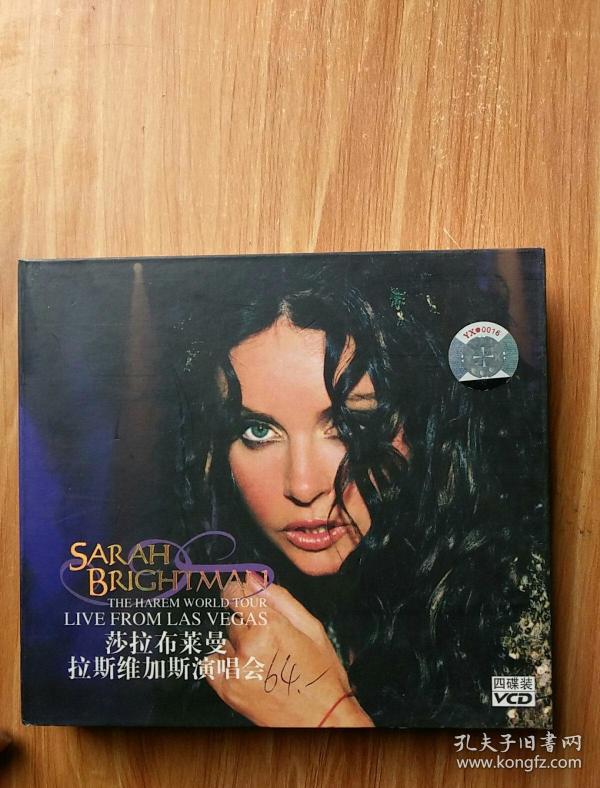 YX●0016
SARAH
BRIGHTMAN
THE HAREM WORLD TOUR
LIVE FROM LAS VEGAS
莎拉布莱曼
拉斯维加斯演唱会
64.-
四碟装
VCD
孔夫子旧書网
www.kongfz.com